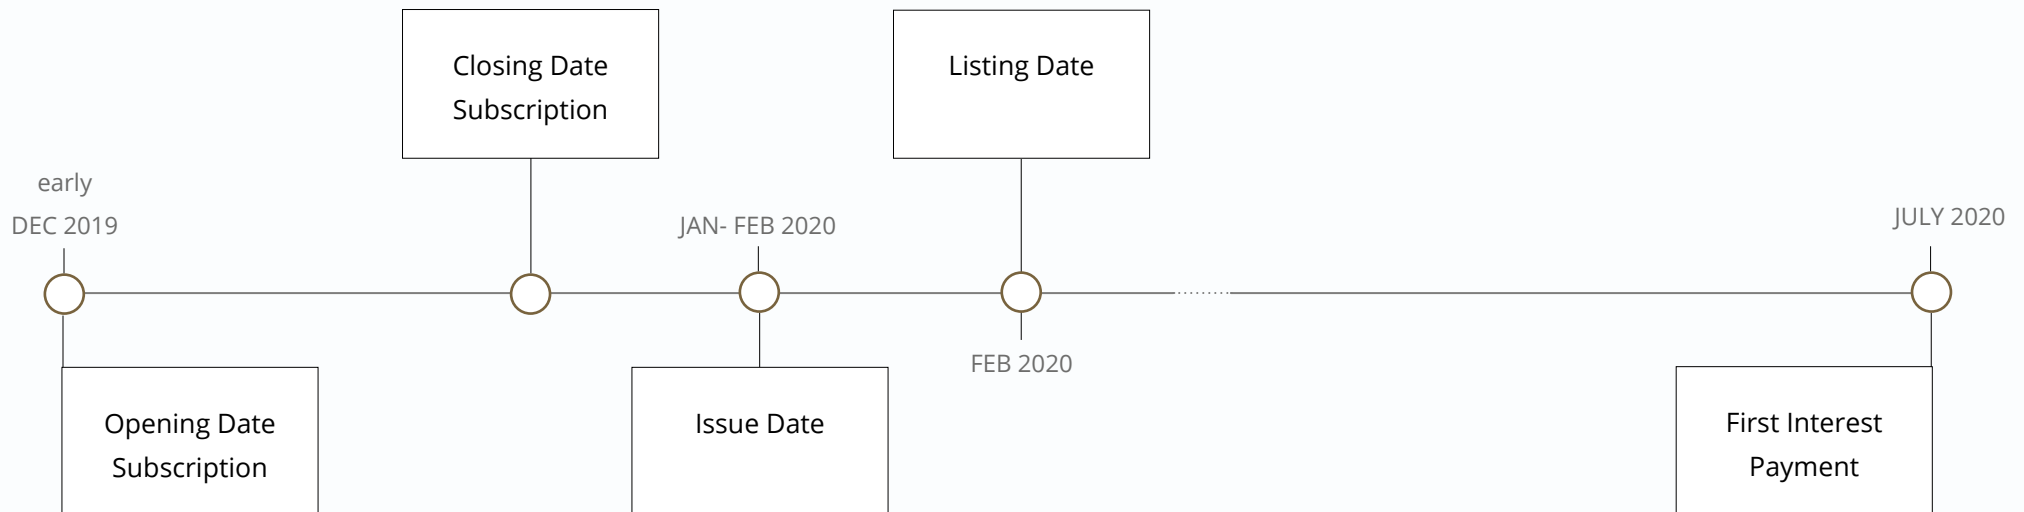 Closing Date
Subscription
Listing Date
early
DEC 2019
JAN- FEB 2020
JULY 2020
FEB 2020
Opening Date
Subscription
Issue Date
First Interest
Payment